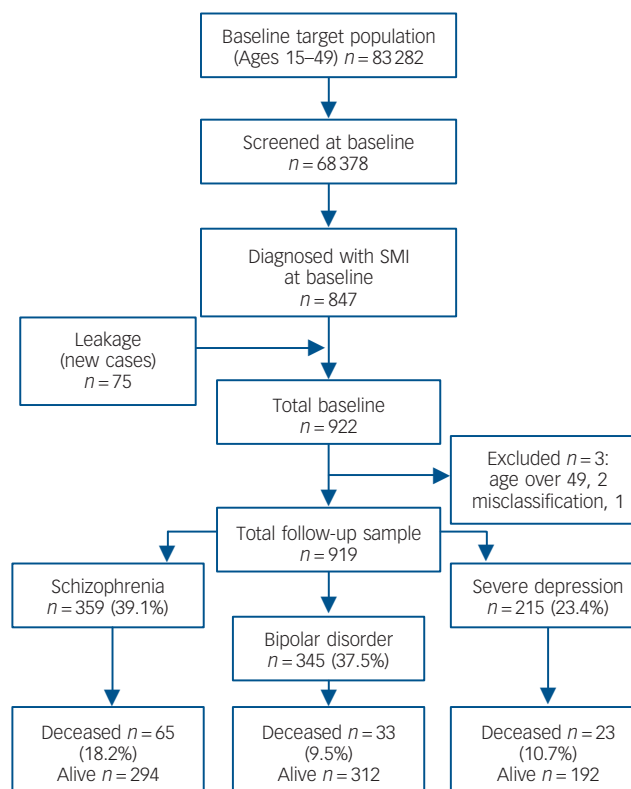 Baseline target population
(Ages 15–49) n = 83 282
Screened at baseline
n = 68 378
Diagnosed with SMI
at baseline
n = 847
Leakage
(new cases)
n = 75
Total baseline
n = 922
Excluded n = 3:
age over 49, 2
misclassification, 1
Total follow-up sample
n = 919
Schizophrenia
n = 359 (39.1%)
Bipolar disorder
n = 345 (37.5%)
Severe depression
n = 215 (23.4%)
Deceased n = 65
(18.2%)
Alive n = 294
Deceased n = 33
(9.5%)
Alive n = 312
Deceased n = 23
(10.7%)
Alive n = 192